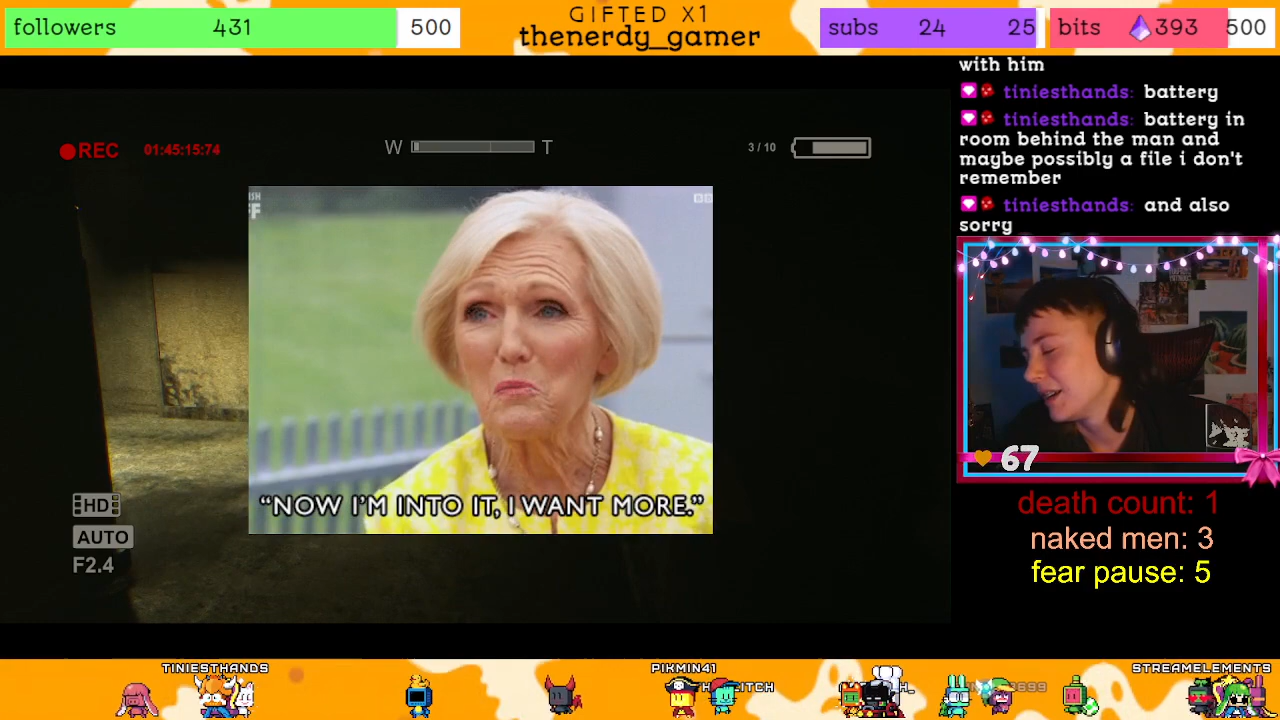 followers 431 500
GIFTED X1
thenerdy_gamer
subs 24 25
bits 393 500
with him
tiniesthands: battery
tiniesthands: battery in
room behind the man and
maybe possibly a file i don't
remember
tiniesthands: and also
sorry
REC 01:45:15:74
W T
3 / 10
“NOW I'M INTO IT, I WANT MORE.”
HD
AUTO
F2.4
67
death count: 1
naked men: 3
fear pause: 5
TINIESTHANDS
PIKMIN41
STREAMELEMENTS